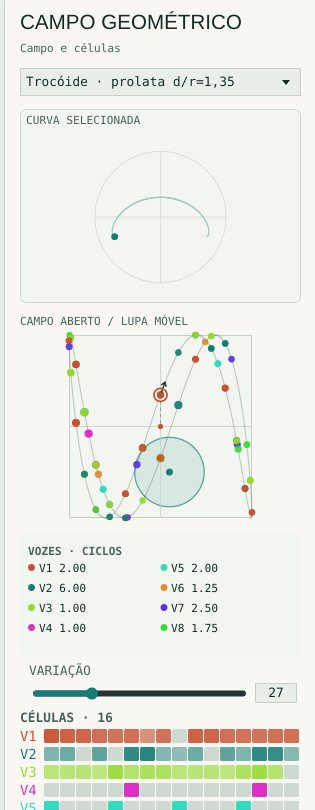 CAMPO GEOMÉTRICO
Campo e células
Trocóide · prolata d/r=1,35
CURVA SELECIONADA
CAMPO ABERTO / LUPA MÓVEL
VOZES · CICLOS
V1 2.00 V5 2.00
V2 6.00 V6 1.25
V3 1.00 V7 2.50
V4 1.00 V8 1.75
VARIAÇÃO
27
CÉLULAS · 16
V1
V2
V3
V4
V5